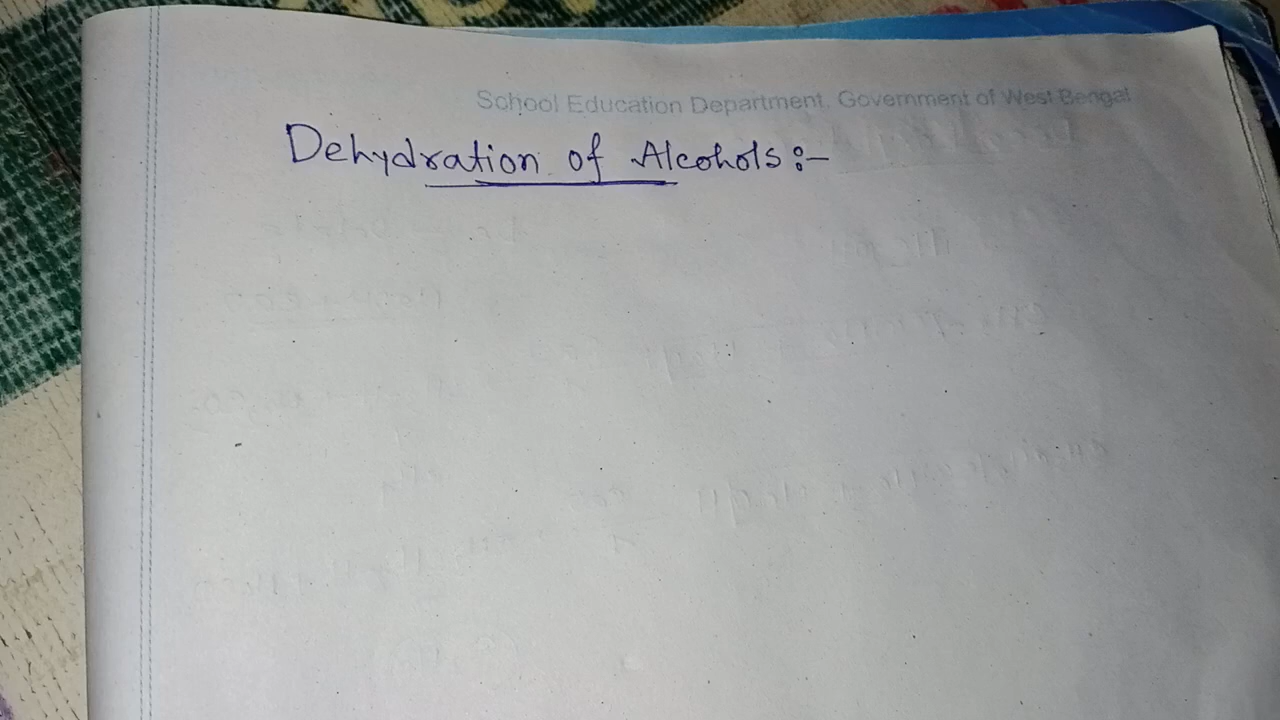 School Education Department, Government of West Bengal
Dehydration of Alcohols:-